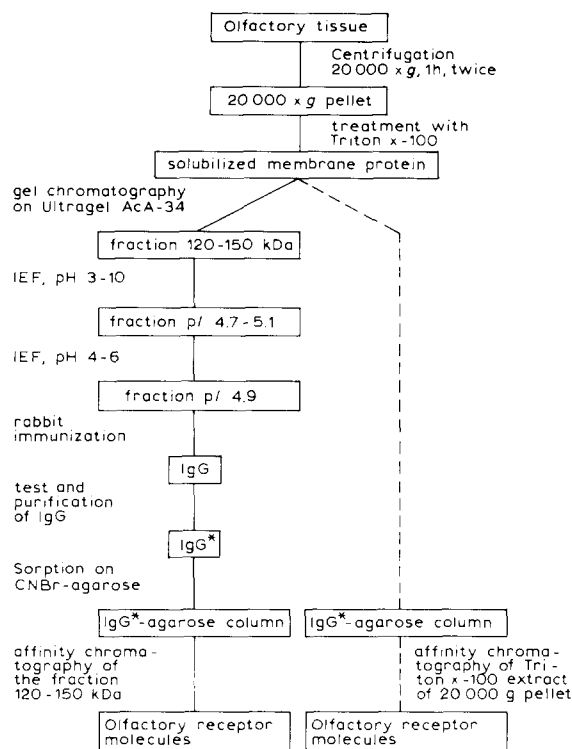 Olfactory tissue
Centrifugation
20 000 x g, 1h, twice
20 000 x g pellet
treatment with
Triton x-100
solubilized membrane protein
gel chromatography
on Ultragel AcA-34
fraction 120-150 kDa
IEF, pH 3-10
fraction pI 4.7-5.1
IEF, pH 4-6
fraction pI 4.9
rabbit
immunization
IgG
test and
purification
of IgG
IgG*
Sorption on
CNBr-agarose
IgG*-agarose column
IgG*-agarose column
affinity chroma-
tography of
the fraction
120-150 kDa
affinity chroma-
tography of Tri-
ton x-100 extract
of 20 000 g pellet
Olfactory receptor
molecules
Olfactory receptor
molecules